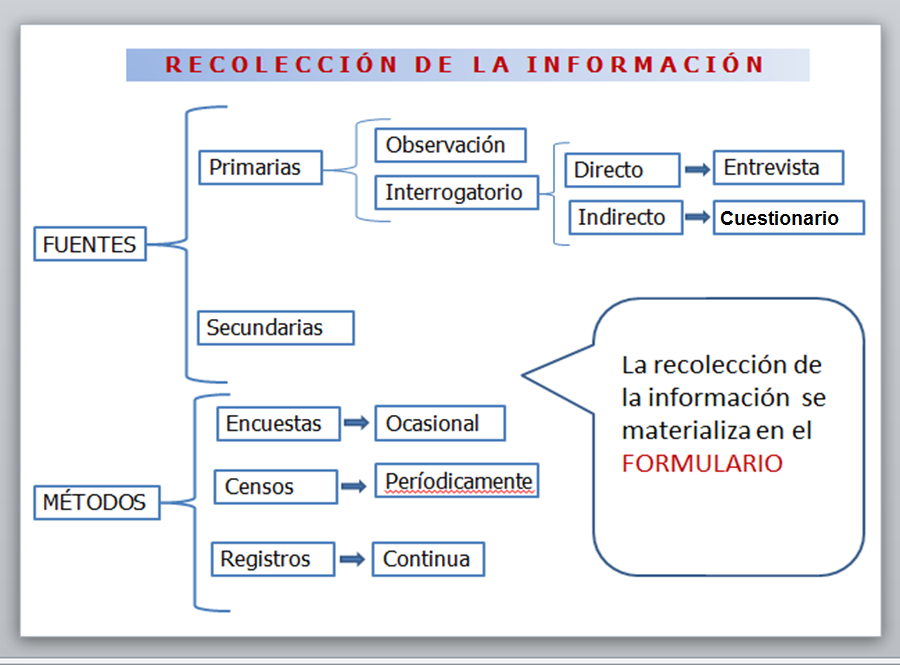 RECOLECCIÓN DE LA INFORMACIÓN
FUENTES
Primarias
Observación
Interrogatorio
Directo
Entrevista
Indirecto
Cuestionario
Secundarias
MÉTODOS
Encuestas
Ocasional
Censos
Períodicamente
Registros
Continua
La recolección de
la información se
materializa en el
FORMULARIO